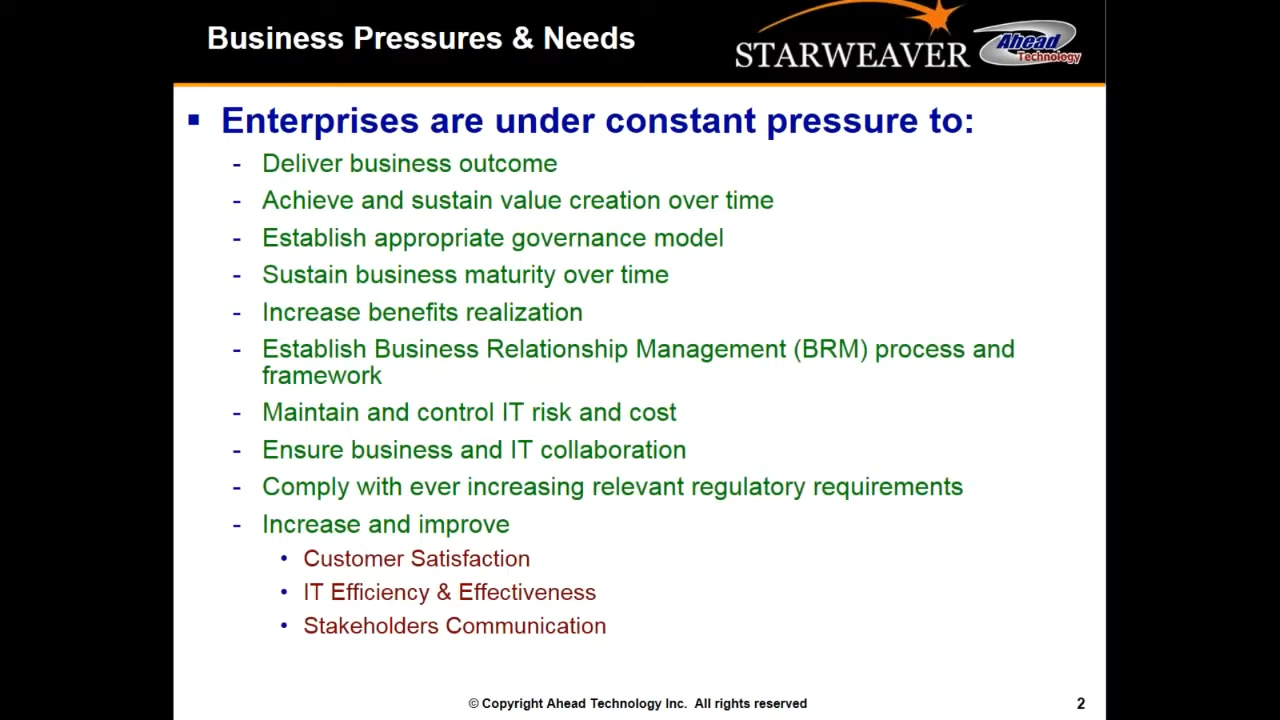 Business Pressures & Needs
STARWEAVER
Ahead
Technology
▪ Enterprises are under constant pressure to:
- Deliver business outcome
- Achieve and sustain value creation over time
- Establish appropriate governance model
- Sustain business maturity over time
- Increase benefits realization
- Establish Business Relationship Management (BRM) process and
framework
- Maintain and control IT risk and cost
- Ensure business and IT collaboration
- Comply with ever increasing relevant regulatory requirements
- Increase and improve
• Customer Satisfaction
• IT Efficiency & Effectiveness
• Stakeholders Communication
© Copyright Ahead Technology Inc. All rights reserved
2